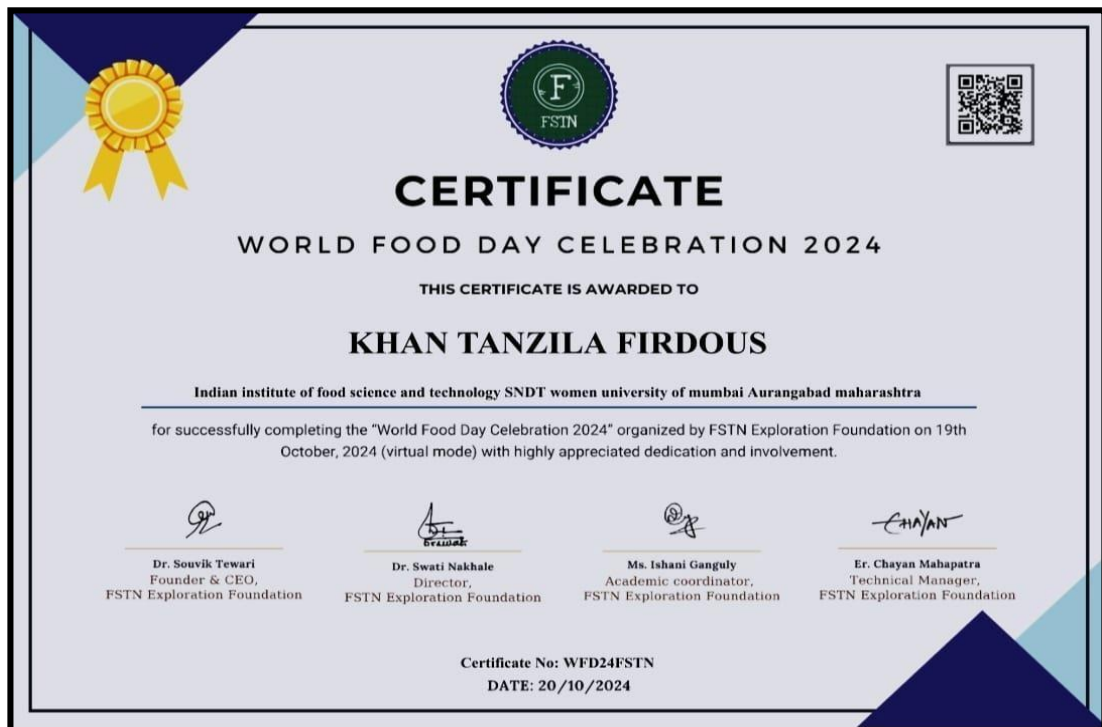 F
FSTN
CERTIFICATE
WORLD FOOD DAY CELEBRATION 2024
THIS CERTIFICATE IS AWARDED TO
KHAN TANZILA FIRDOUS
Indian institute of food science and technology SNDT women university of mumbai Aurangabad maharashtra
for successfully completing the “World Food Day Celebration 2024” organized by FSTN Exploration Foundation on 19th
October, 2024 (virtual mode) with highly appreciated dedication and involvement.
CHAYAN
Dr. Souvik Tewari
Founder & CEO,
FSTN Exploration Foundation
Dr. Swati Nakhale
Director,
FSTN Exploration Foundation
Ms. Ishani Ganguly
Academic coordinator,
FSTN Exploration Foundation
Er. Chayan Mahapatra
Technical Manager,
FSTN Exploration Foundation
Certificate No: WFD24FSTN
DATE: 20/10/2024